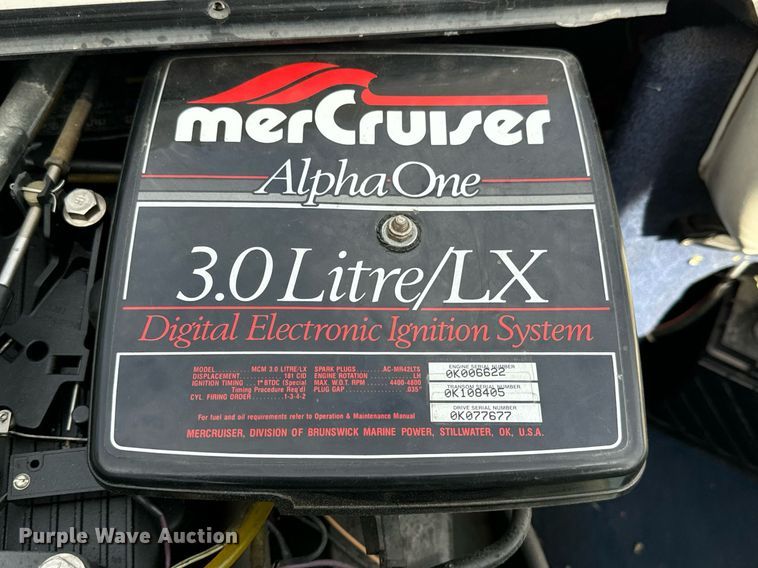 merCruiser
Alpha One
3.0 Litre/LX
Digital Electronic Ignition System
MODEL.............. MCM 3.0 LITRE/LX
DISPLACEMENT.............. 181 CID
IGNITION TIMING .... 1° BTDC (Special
Timing Procedure Req'd)
CYL FIRING ORDER ........ 1-3-4-2
SPARK PLUGS .... AC-MR42LTS
ENGINE ROTATION ........ LH
MAX. W.O.T. RPM .... 4400-4800
PLUG GAP .............. .035"
ENGINE SERIAL NUMBER
0K006622
TRANSOM SERIAL NUMBER
0K108405
DRIVE SERIAL NUMBER
0K077677
For fuel and oil requirements refer to Operation & Maintenance Manual
MERCRUISER, DIVISION OF BRUNSWICK MARINE POWER, STILLWATER, OK, U.S.A.
Purple Wave Auction